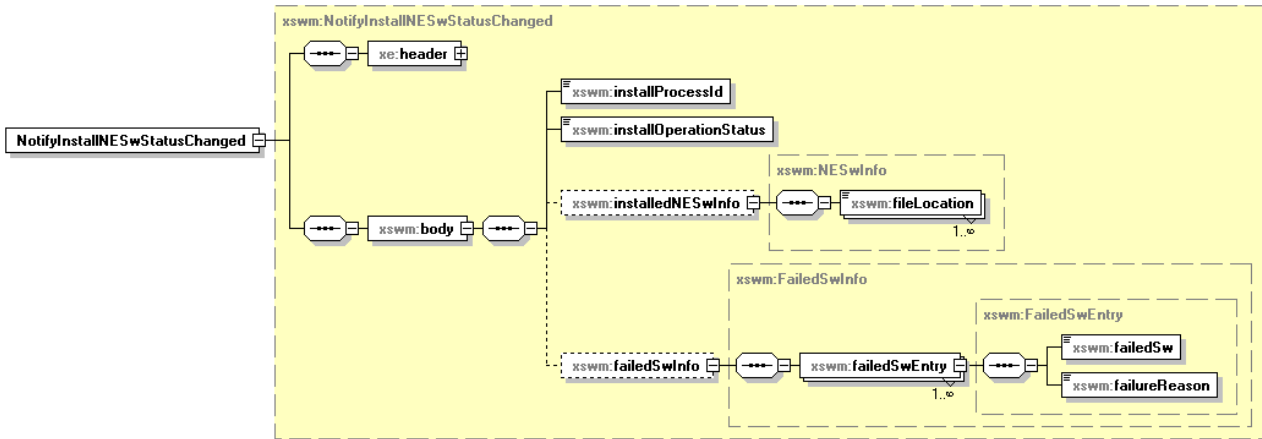 xswm:NotifyInstallNESwStatusChanged
xe:header
xswm:installProcessId
xswm:installOperationStatus
NotifyInstallNESwStatusChanged
xswm:NESwInfo
xswm:installedNESwInfo
xswm:fileLocation
1..∞
xswm:body
xswm:FailedSwInfo
xswm:FailedSwEntry
xswm:failedSw
xswm:failedSwInfo
xswm:failedSwEntry
xswm:failureReason
1..∞